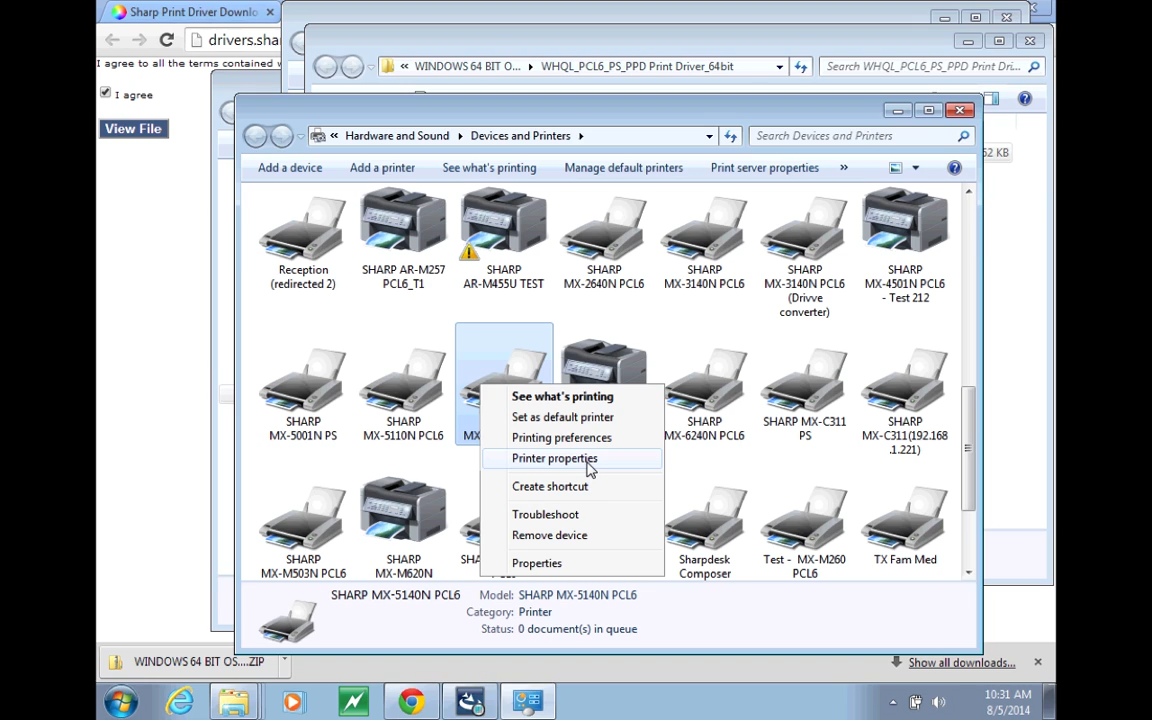 Sharp Print Driver Downlo
drivers.sha
I agree to all the terms contained
I agree
View File
WINDOWS 64 BIT O... WHQL_PCL6_PS_PPD Print Driver_64bit
Search WHQL_PCL6_PS_PPD Print Dri...
52 KB
Hardware and Sound Devices and Printers
Search Devices and Printers
Add a device Add a printer See what's printing Manage default printers Print server properties »
Reception
(redirected 2)
SHARP AR-M257
PCL6_T1
SHARP
AR-M455U TEST
SHARP
MX-2640N PCL6
SHARP
MX-3140N PCL6
SHARP
MX-3140N PCL6
(Drivve
converter)
SHARP
MX-4501N PCL6
- Test 212
SHARP
MX-5001N PS
SHARP
MX-5110N PCL6
SHARP
MX-6240N PCL6
SHARP MX-C311
PS
SHARP
MX-C311(192.168
.1.221)
See what's printing
Set as default printer
Printing preferences
Printer properties
Create shortcut
Troubleshoot
Remove device
Properties
SHARP
MX-M503N PCL6
SHARP
MX-M620N
Sharpdesk
Composer
Test - MX-M260
PCL6
TX Fam Med
SHARP MX-5140N PCL6
Model: SHARP MX-5140N PCL6
Category: Printer
Status: 0 document(s) in queue
WINDOWS 64 BIT OS....ZIP
Show all downloads...
10:31 AM
8/5/2014